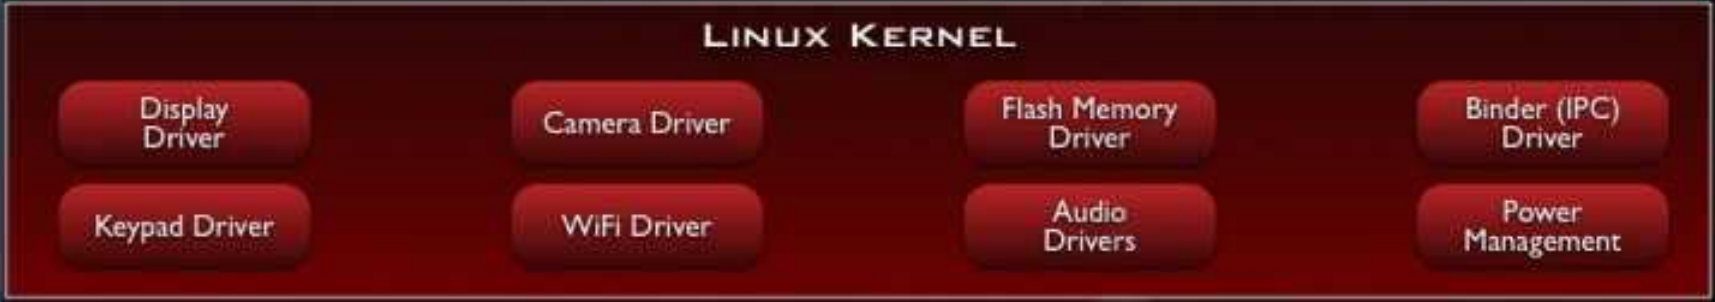 LINUX KERNEL
Display
Driver
Camera Driver
Flash Memory
Driver
Binder (IPC)
Driver
Keypad Driver
WiFi Driver
Audio
Drivers
Power
Management